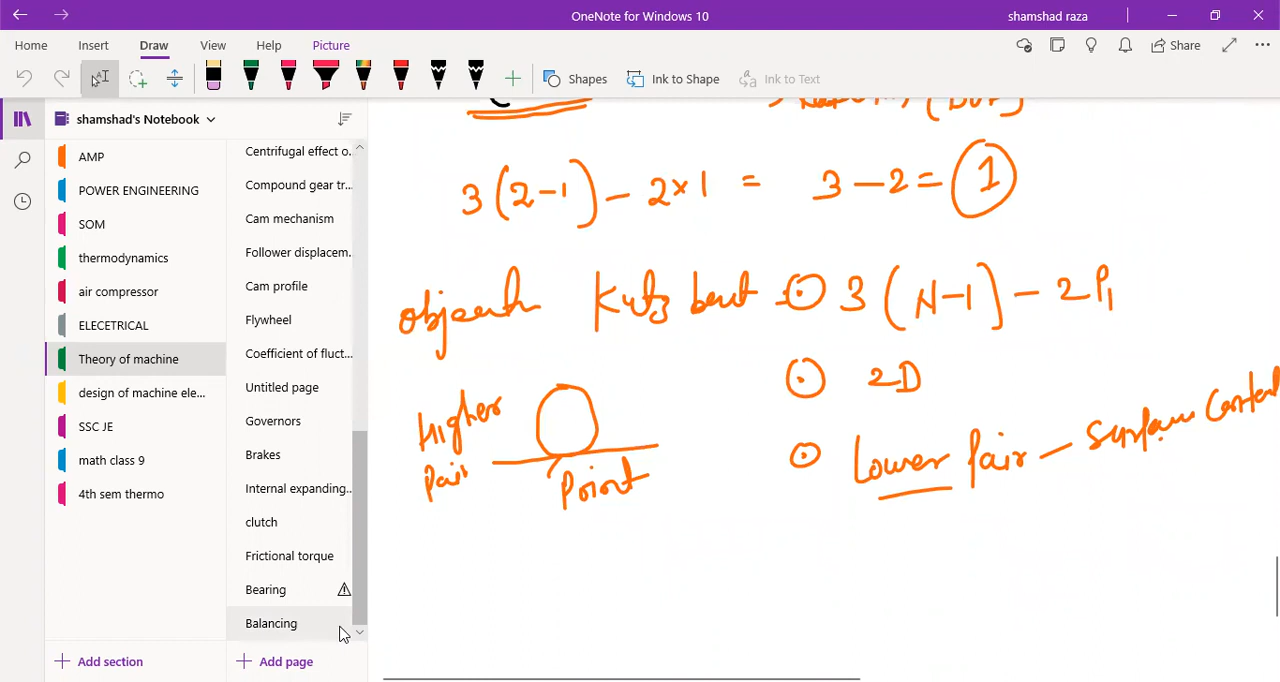 OneNote for Windows 10
shamshad raza
Home Insert Draw View Help Picture
Share
Shapes Ink to Shape Ink to Text
shamshad's Notebook
AMP
POWER ENGINEERING
SOM
thermodynamics
air compressor
ELECETRICAL
Theory of machine
design of machine ele...
SSC JE
math class 9
4th sem thermo
Add section
Centrifugal effect o...
Compound gear tr...
Cam mechanism
Follower displacem...
Cam profile
Flywheel
Coefficient of fluct...
Untitled page
Governors
Brakes
Internal expanding...
clutch
Frictional torque
Bearing
Balancing
Add page
3(2-1) - 2×1 = 3-2 = 1
3(N-1) - 2P1
2D
Higher
Pair
Point
Lower Pair - Surface Contact